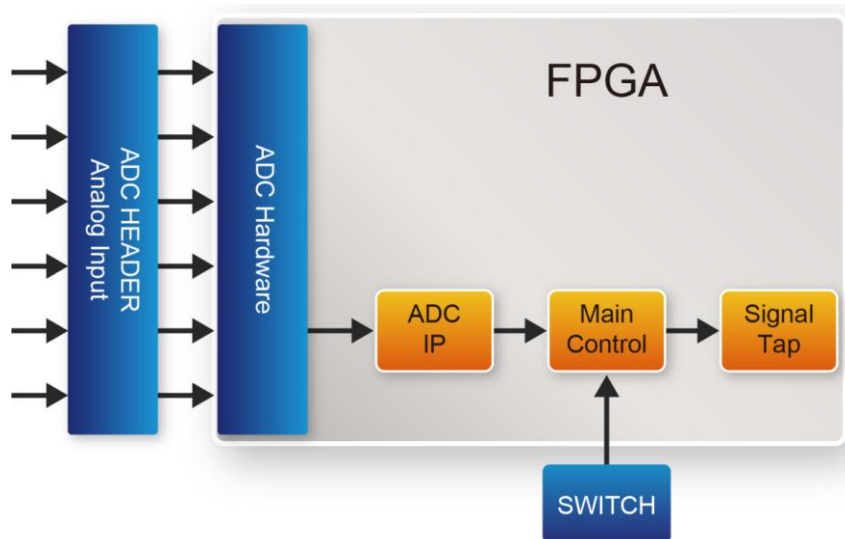 FPGA
ADC HEADER
Analog Input
ADC Hardware
ADC
IP
Main
Control
Signal
Tap
SWITCH